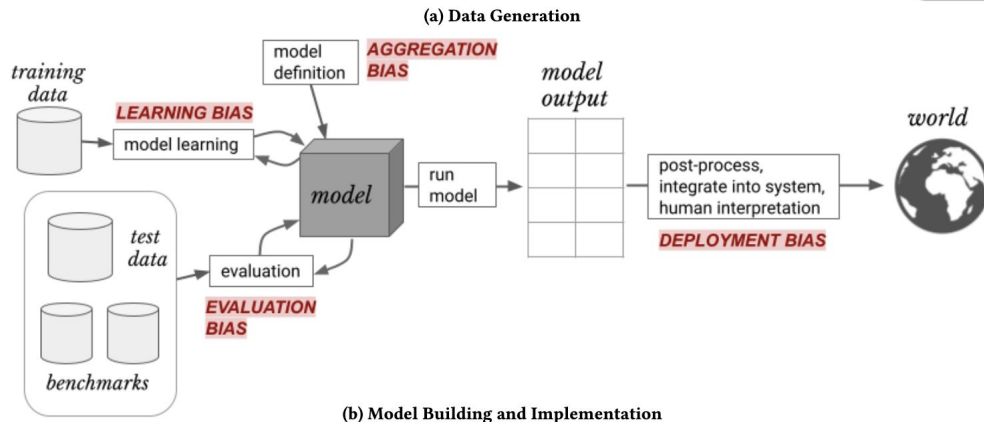 (a) Data Generation
training
data
LEARNING BIAS
model learning
model
definition
AGGREGATION
BIAS
model
run
model
model
output
post-process,
integrate into system,
human interpretation
DEPLOYMENT BIAS
world
test
data
benchmarks
evaluation
EVALUATION
BIAS
(b) Model Building and Implementation